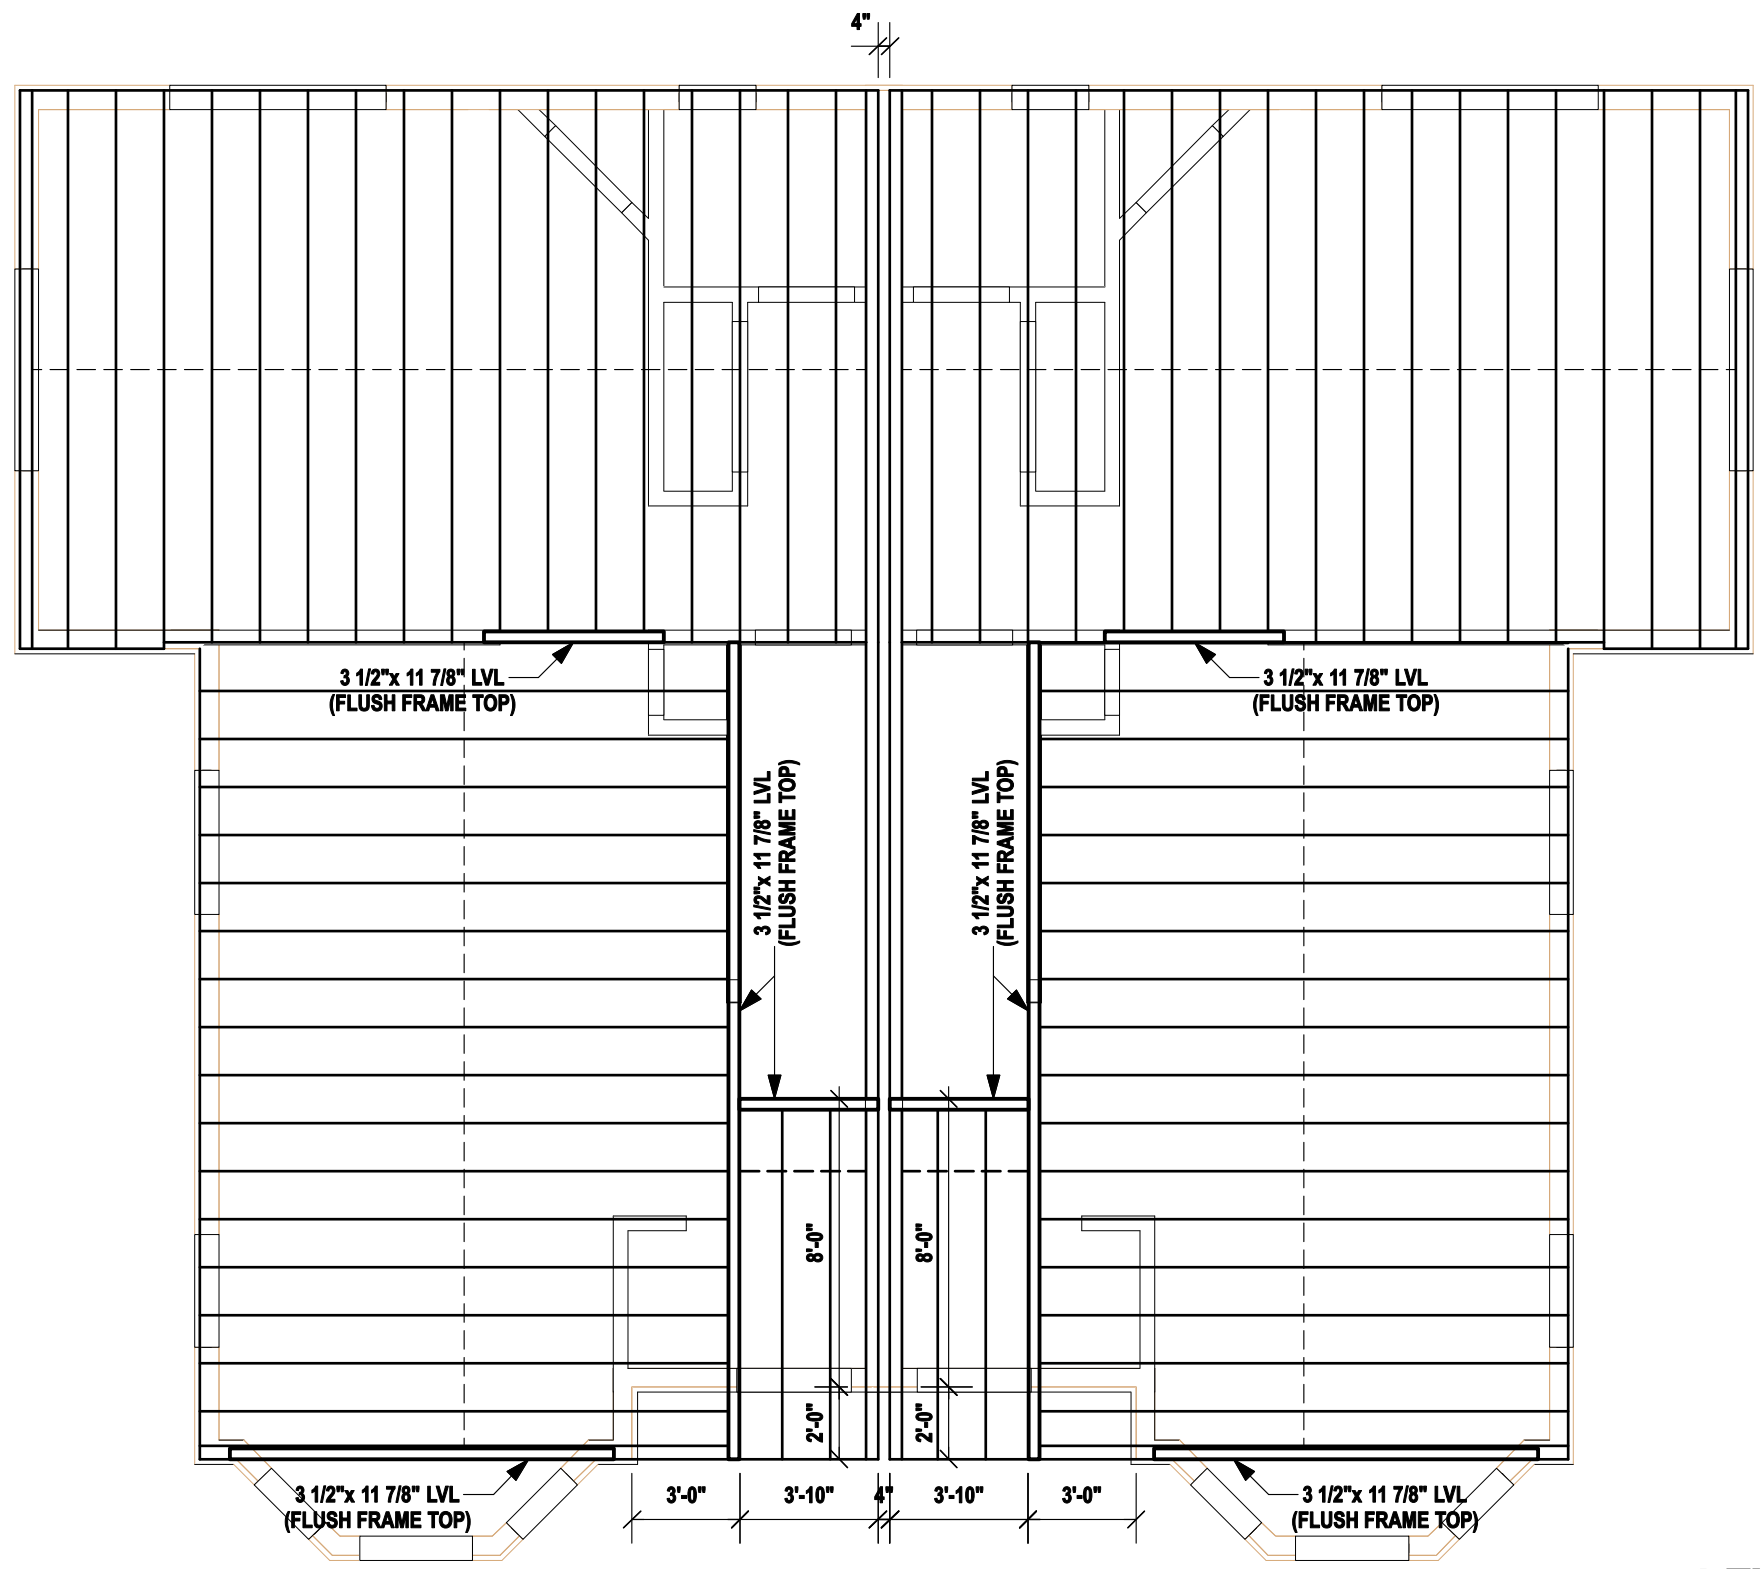 4"
3 1/2"x 11 7/8" LVL
(FLUSH FRAME TOP)
3 1/2"x 11 7/8" LVL
(FLUSH FRAME TOP)
3 1/2"x 11 7/8" LVL
(FLUSH FRAME TOP)
3 1/2"x 11 7/8" LVL
(FLUSH FRAME TOP)
8'-0"
8'-0"
2'-0"
2'-0"
3 1/2"x 11 7/8" LVL
(FLUSH FRAME TOP)
3'-0"
3'-10"
4"
3'-10"
3'-0"
3 1/2"x 11 7/8" LVL
(FLUSH FRAME TOP)